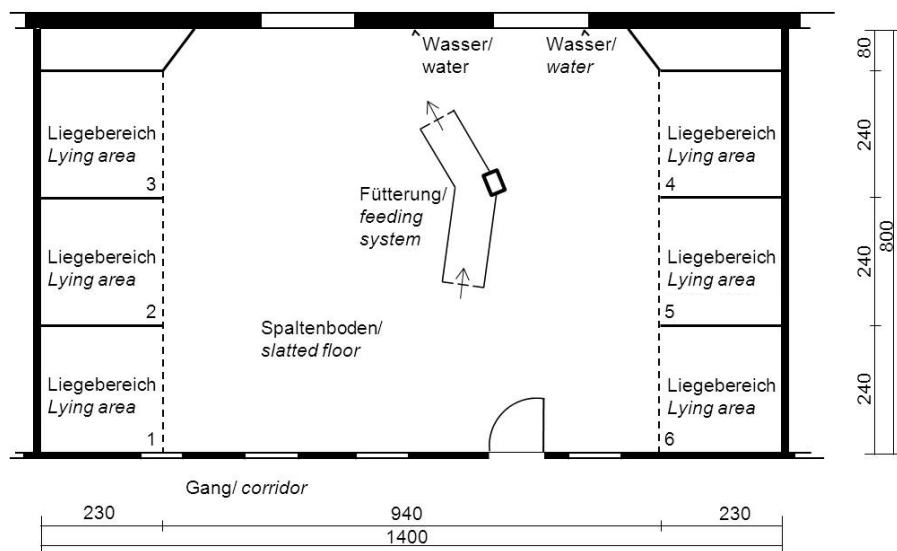 Wasser/
water
Wasser/
water
80
Liegebereich
Lying area
3
Liegebereich
Lying area
4
240
Fütterung/
feeding
system
Liegebereich
Lying area
2
Liegebereich
Lying area
5
240
800
Spaltenboden/
slatted floor
Liegebereich
Lying area
1
Liegebereich
Lying area
6
240
Gang/ corridor
230
940
230
1400